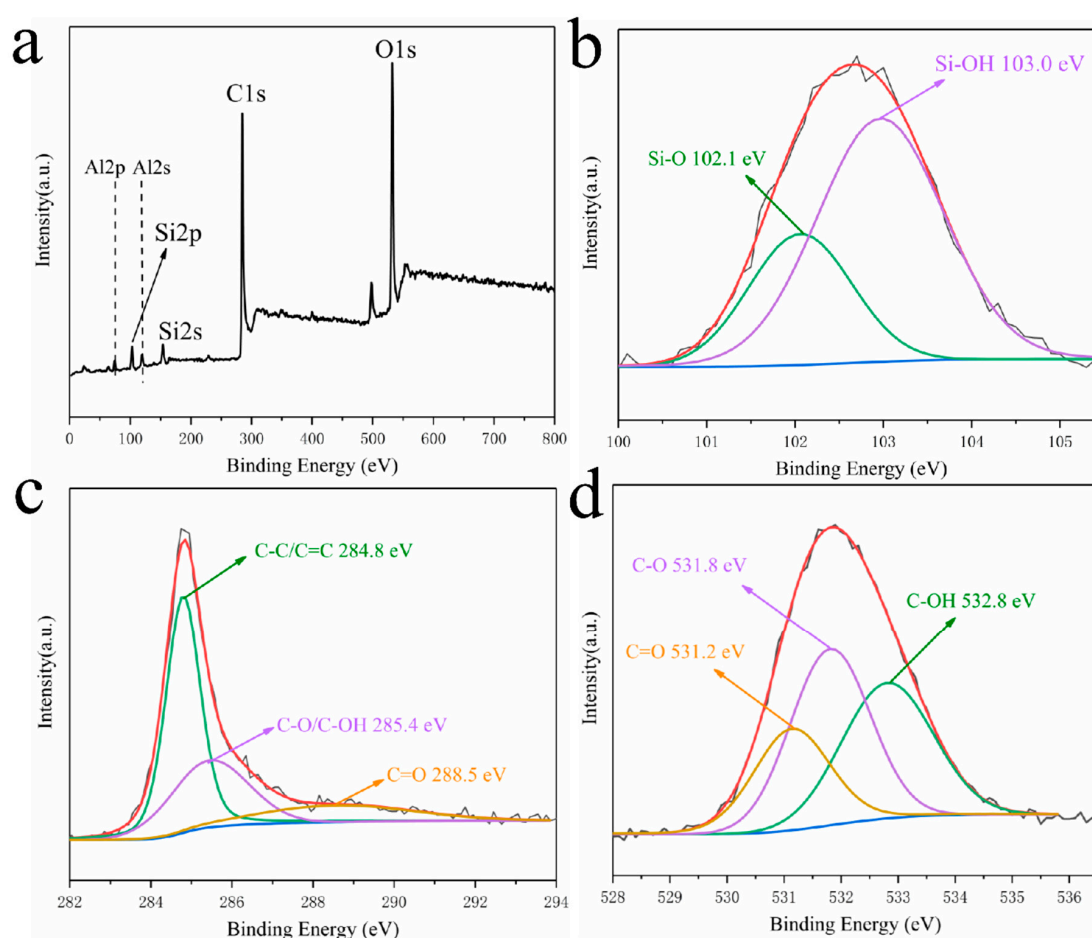 a
O1s
C1s
Al2p
Al2s
Si2p
Si2s
Intensity(a.u.)
0 100 200 300 400 500 600 700 800
Binding Energy (eV)
b
Si-OH 103.0 eV
Si-O 102.1 eV
Intensity(a.u.)
100 101 102 103 104 105
Binding Energy (eV)
c
C-C/C=C 284.8 eV
C-O/C-OH 285.4 eV
C=O 288.5 eV
Intensity(a.u.)
282 284 286 288 290 292 294
Binding Energy (eV)
d
C-O 531.8 eV
C-OH 532.8 eV
C=O 531.2 eV
Intensity(a.u.)
528 529 530 531 532 533 534 535 536
Binding Energy (eV)